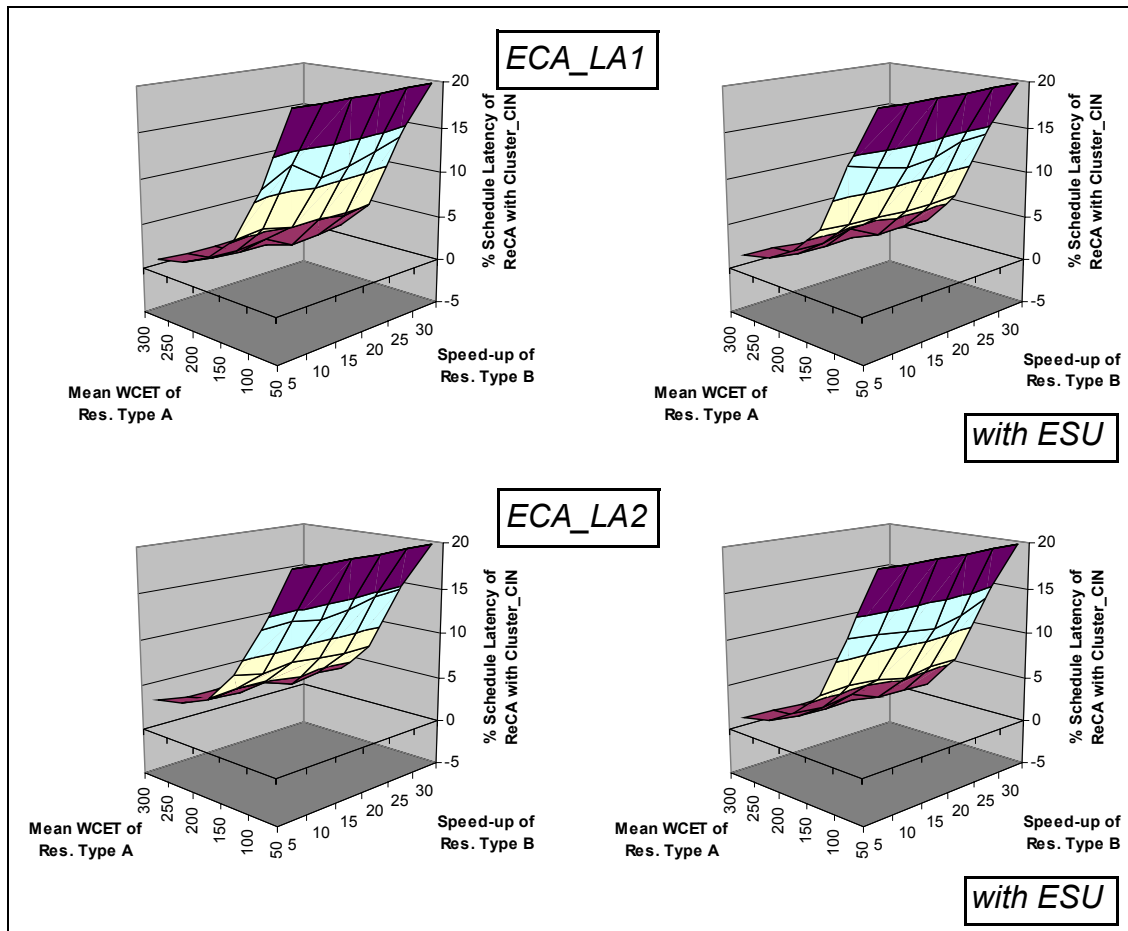 ECA_LA1
20
15
10
5
0
-5
% Schedule Latency of
ReCA with Cluster_CIN
300
250
200
150
100
50
5
10
15
20
25
30
Mean WCET of
Res. Type A
Speed-up of
Res. Type B
20
15
10
5
0
-5
% Schedule Latency of
ReCA with Cluster_CIN
300
250
200
150
100
50
5
10
15
20
25
30
Mean WCET of
Res. Type A
Speed-up of
Res. Type B
with ESU
ECA_LA2
20
15
10
5
0
-5
% Schedule Latency of
ReCA with Cluster_CIN
300
250
200
150
100
50
5
10
15
20
25
30
Mean WCET of
Res. Type A
Speed-up of
Res. Type B
20
15
10
5
0
-5
% Schedule Latency of
ReCA with Cluster_CIN
300
250
200
150
100
50
5
10
15
20
25
30
Mean WCET of
Res. Type A
Speed-up of
Res. Type B
with ESU